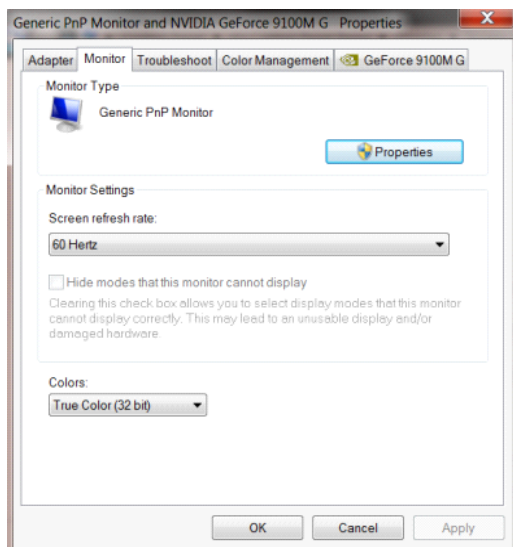 Generic PnP Monitor and NVIDIA GeForce 9100M G Properties
Adapter Monitor Troubleshoot Color Management GeForce 9100M G
Monitor Type
Generic PnP Monitor
Properties
Monitor Settings
Screen refresh rate:
60 Hertz
Hide modes that this monitor cannot display
Clearing this check box allows you to select display modes that this monitor
cannot display correctly. This may lead to an unusable display and/or
damaged hardware.
Colors:
True Color (32 bit)
OK Cancel Apply